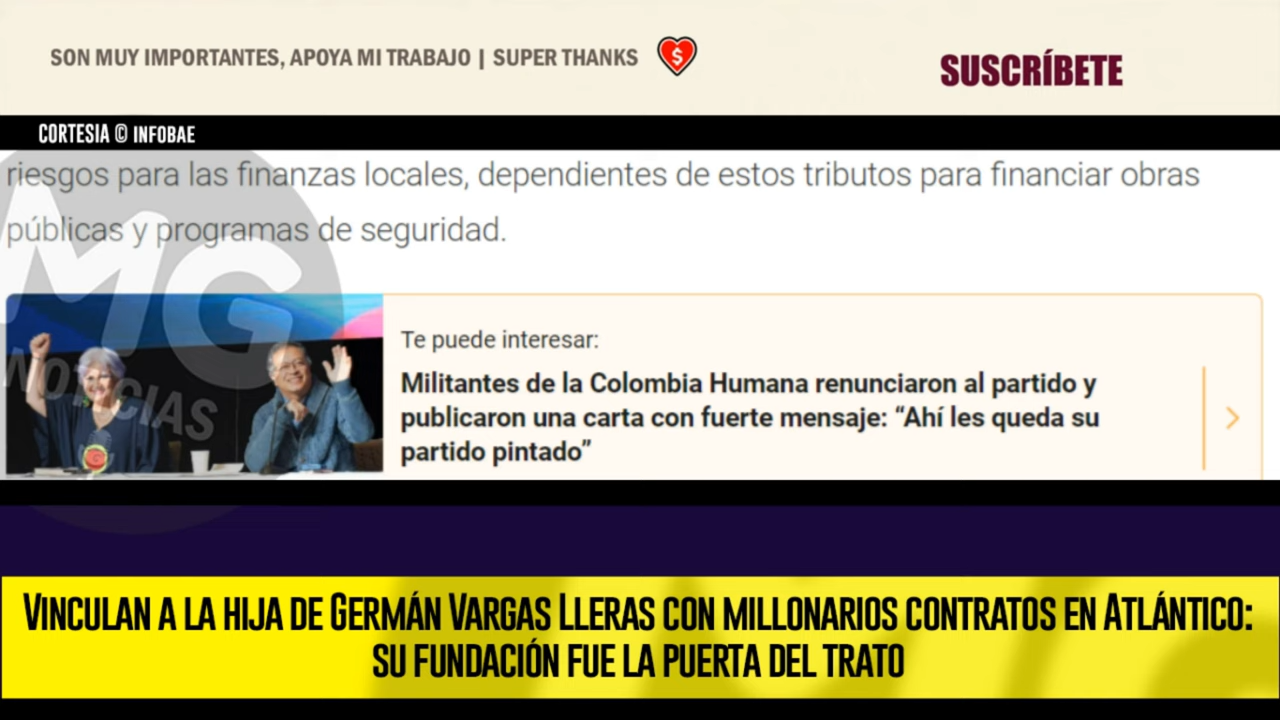 SON MUY IMPORTANTES, APOYA MI TRABAJO | SUPER THANKS
SUSCRÍBETE
CORTESIA © INFOBAE
riesgos para las finanzas locales, dependientes de estos tributos para financiar obras
públicas y programas de seguridad.
MG
NOTICIAS
Te puede interesar:
Militantes de la Colombia Humana renunciaron al partido y
publicaron una carta con fuerte mensaje: “Ahí les queda su
partido pintado”
VINCULAN A LA HIJA DE GERMÁN VARGAS LLERAS CON MILLONARIOS CONTRATOS EN ATLÁNTICO:
SU FUNDACIÓN FUE LA PUERTA DEL TRATO